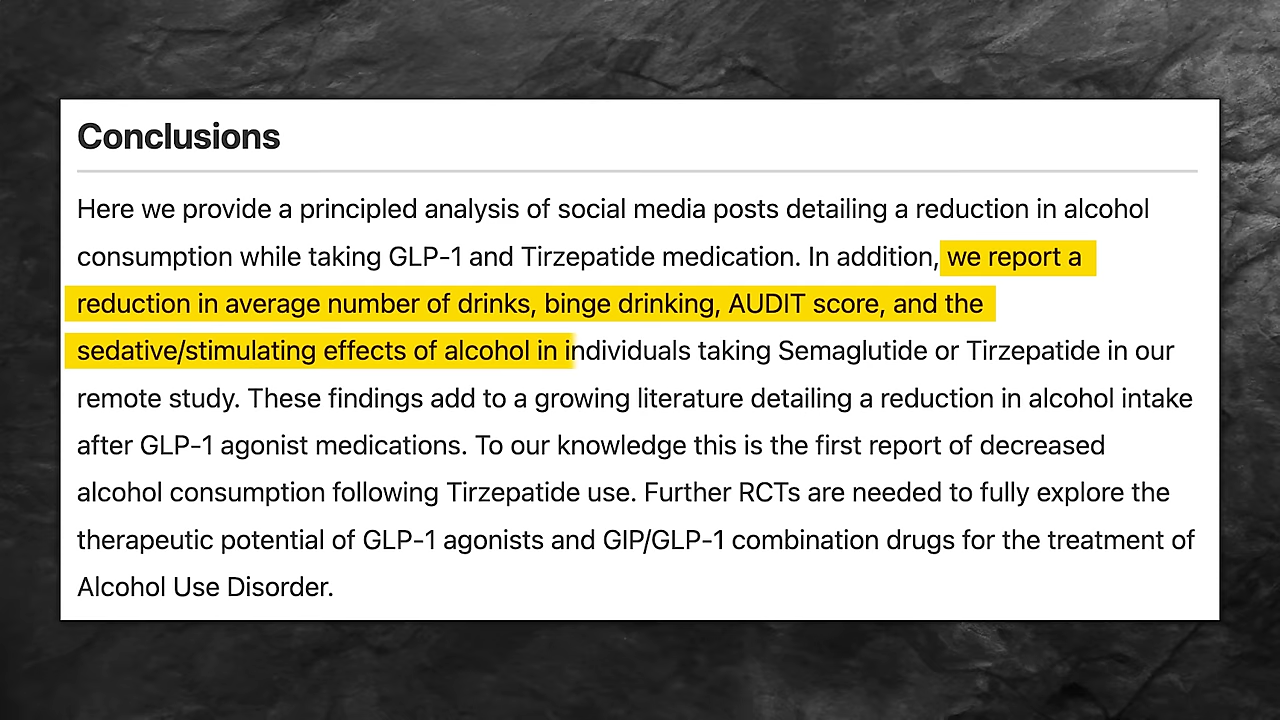 Conclusions
Here we provide a principled analysis of social media posts detailing a reduction in alcohol
consumption while taking GLP-1 and Tirzepatide medication. In addition, we report a
reduction in average number of drinks, binge drinking, AUDIT score, and the
sedative/stimulating effects of alcohol in individuals taking Semaglutide or Tirzepatide in our
remote study. These findings add to a growing literature detailing a reduction in alcohol intake
after GLP-1 agonist medications. To our knowledge this is the first report of decreased
alcohol consumption following Tirzepatide use. Further RCTs are needed to fully explore the
therapeutic potential of GLP-1 agonists and GIP/GLP-1 combination drugs for the treatment of
Alcohol Use Disorder.